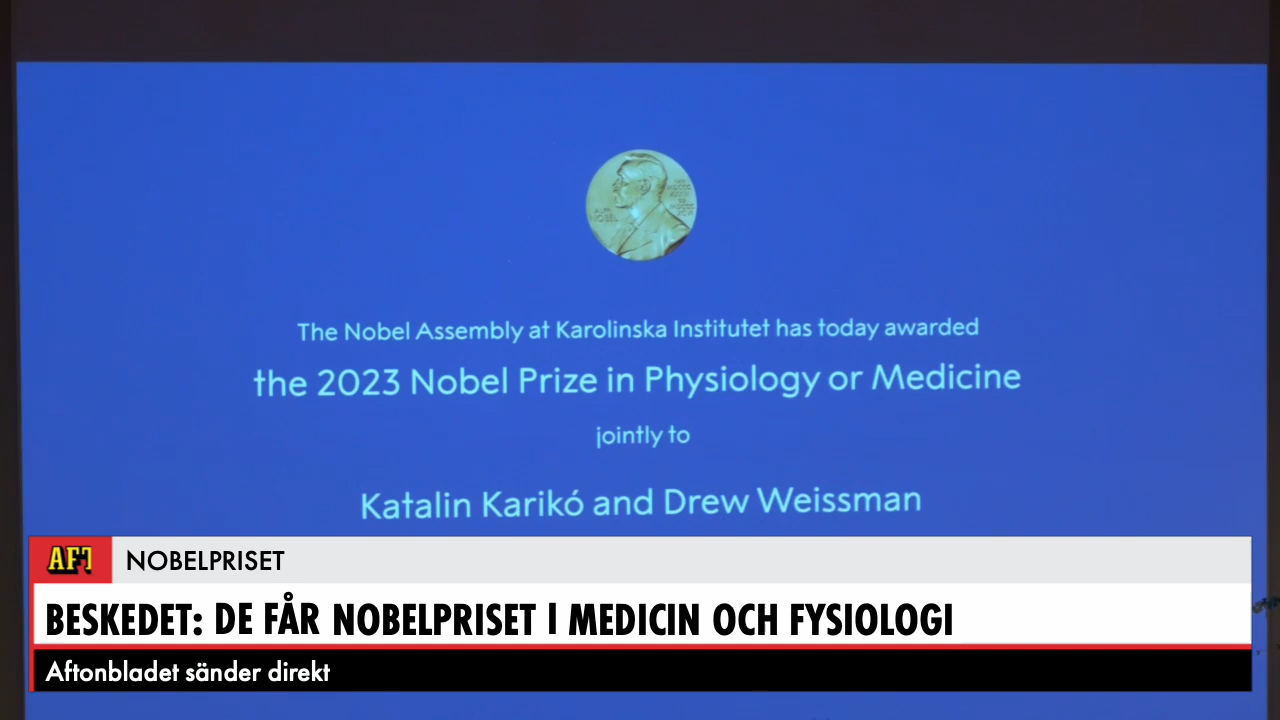 The Nobel Assembly at Karolinska Institutet has today awarded
the 2023 Nobel Prize in Physiology or Medicine
jointly to
Katalin Karikó and Drew Weissman
AFT NOBELPRISET
BESKEDET: DE FÅR NOBELPRISET I MEDICIN OCH FYSIOLOGI
Aftonbladet sänder direkt